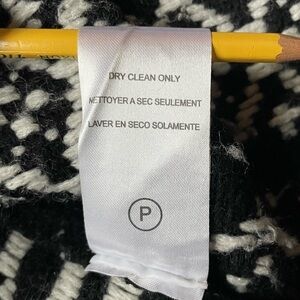 DRY CLEAN ONLY
NETTOYER A SEC SEULEMENT
LAVER EN SECO SOLAMENTE
P